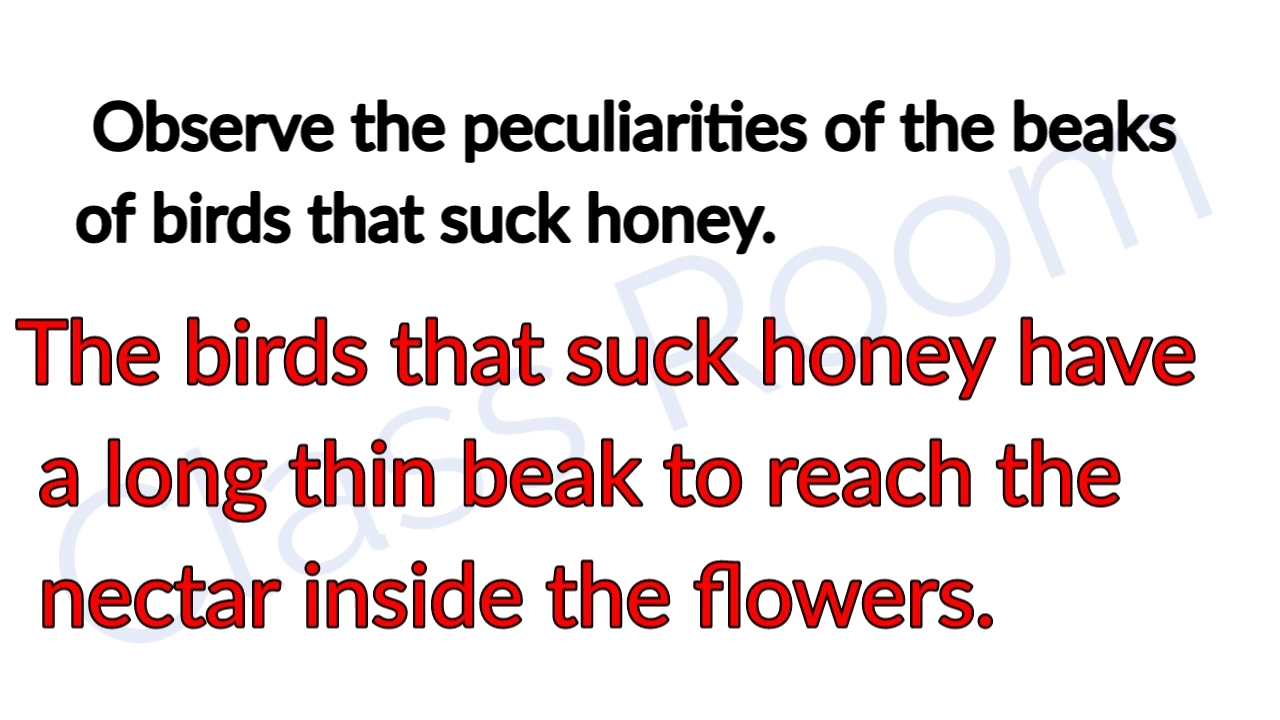 Observe the peculiarities of the beaks
of birds that suck honey.
The birds that suck honey have
a long thin beak to reach the
nectar inside the flowers.
Class Room